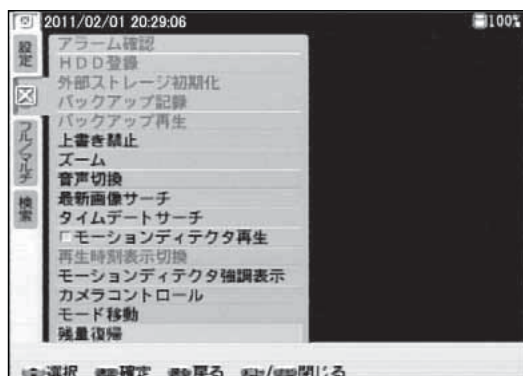 2011/02/01 20:29:06 100%
設定
フル/マルチ
検索
アラーム確認
HDD登録
外部ストレージ初期化
バックアップ記録
バックアップ再生
上書き禁止
ズーム
音声切換
最新画像サーチ
タイムデートサーチ
モーションディテクタ再生
再生時刻表示切換
モーションディテクタ強調表示
カメラコントロール
モード移動
残量復帰
選択 確定 戻る / 閉じる